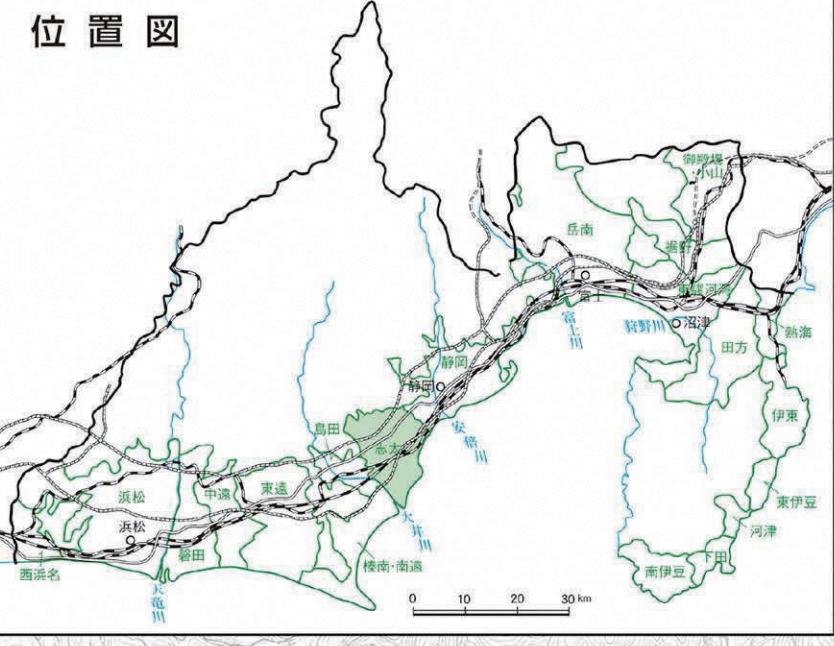 位置図
御殿場
・小山
岳南
裾野
東駿河湾
富士
富士川
狩野川
沼津
熱海
田方
静岡
静岡
安倍川
伊東
島田
志太
東伊豆
浜松
中遠
東遠
河津
浜松
大井川
磐田
榛南・南遠
下田
西浜名
南伊豆
天竜川
0 10 20 30 km